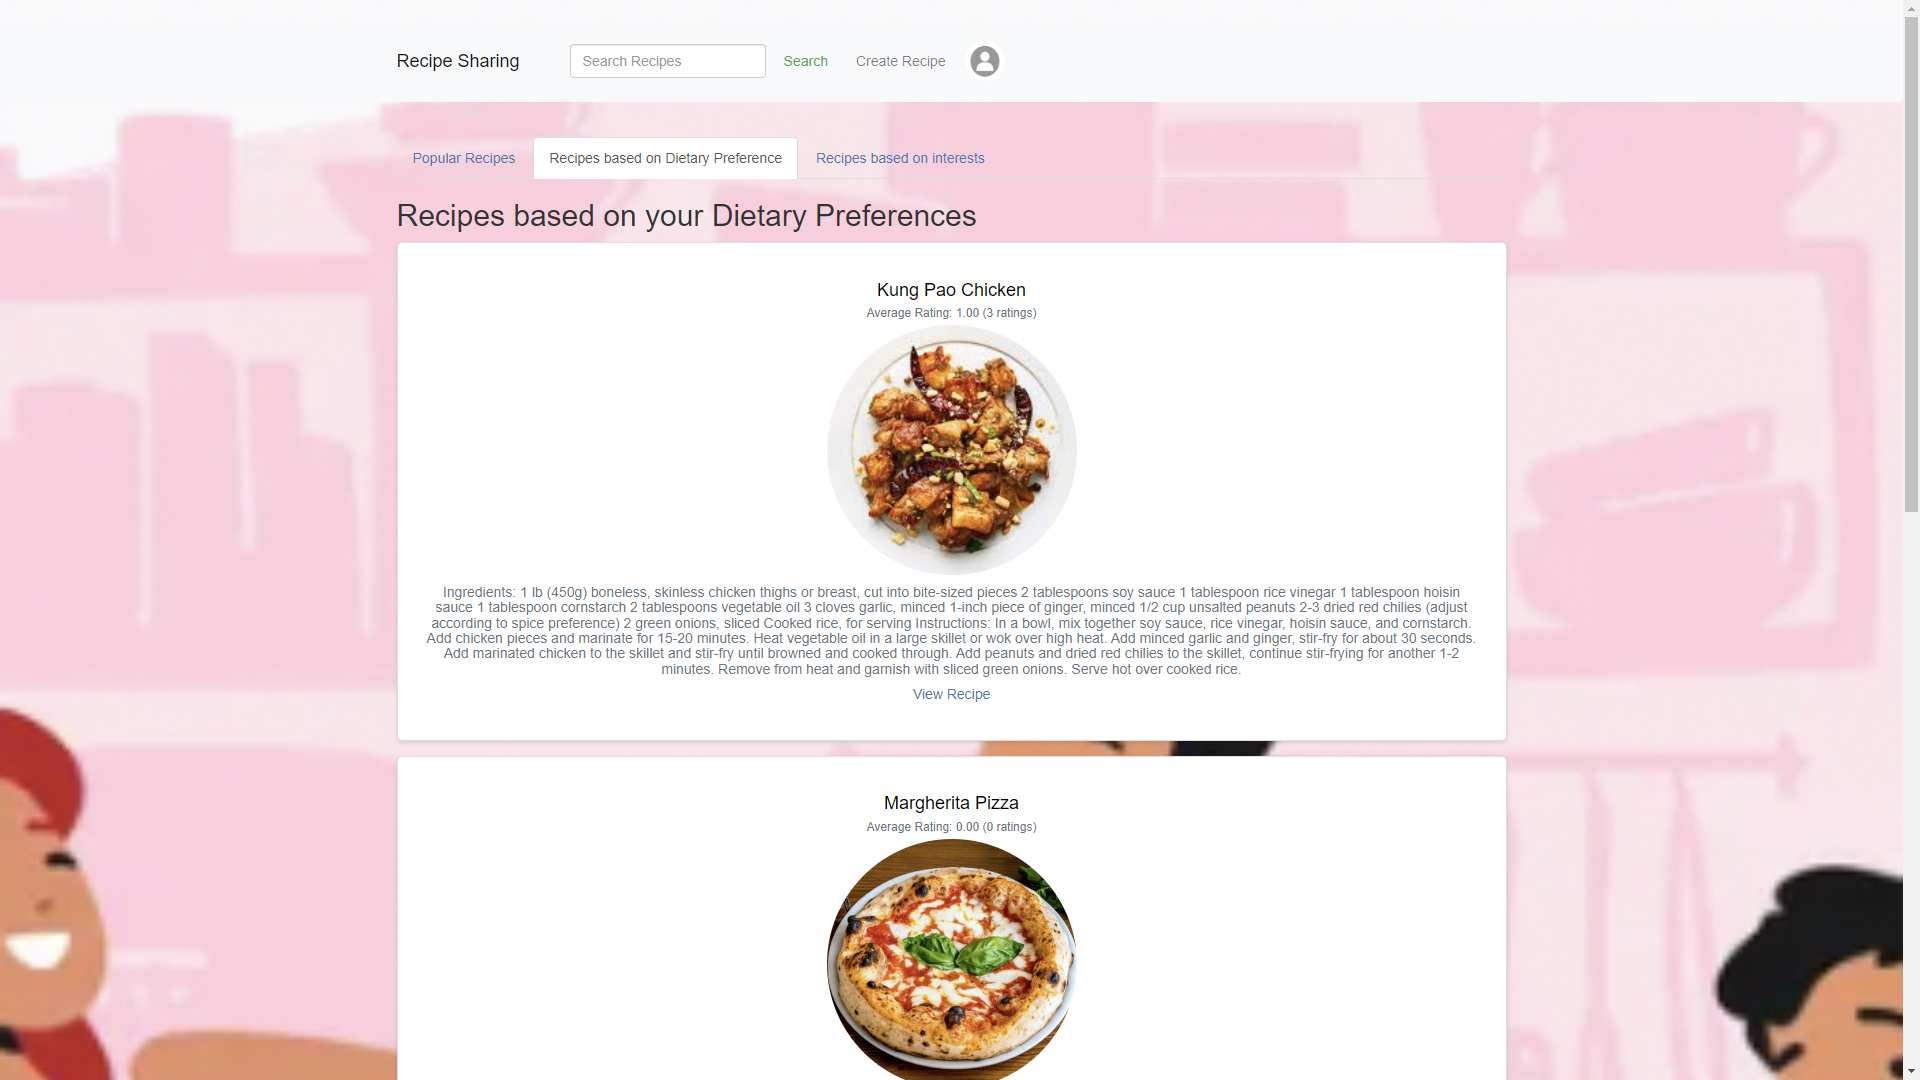 Recipe Sharing
Search Recipes
Search
Create Recipe
Popular Recipes
Recipes based on Dietary Preference
Recipes based on interests
Recipes based on your Dietary Preferences
Kung Pao Chicken
Average Rating: 1.00 (3 ratings)
Ingredients: 1 lb (450g) boneless, skinless chicken thighs or breast, cut into bite-sized pieces 2 tablespoons soy sauce 1 tablespoon rice vinegar 1 tablespoon hoisin
sauce 1 tablespoon cornstarch 2 tablespoons vegetable oil 3 cloves garlic, minced 1-inch piece of ginger, minced 1/2 cup unsalted peanuts 2-3 dried red chilies (adjust
according to spice preference) 2 green onions, sliced Cooked rice, for serving Instructions: In a bowl, mix together soy sauce, rice vinegar, hoisin sauce, and cornstarch.
Add chicken pieces and marinate for 15-20 minutes. Heat vegetable oil in a large skillet or wok over high heat. Add minced garlic and ginger, stir-fry for about 30 seconds.
Add marinated chicken to the skillet and stir-fry until browned and cooked through. Add peanuts and dried red chilies to the skillet, continue stir-frying for another 1-2
minutes. Remove from heat and garnish with sliced green onions. Serve hot over cooked rice.
View Recipe
Margherita Pizza
Average Rating: 0.00 (0 ratings)